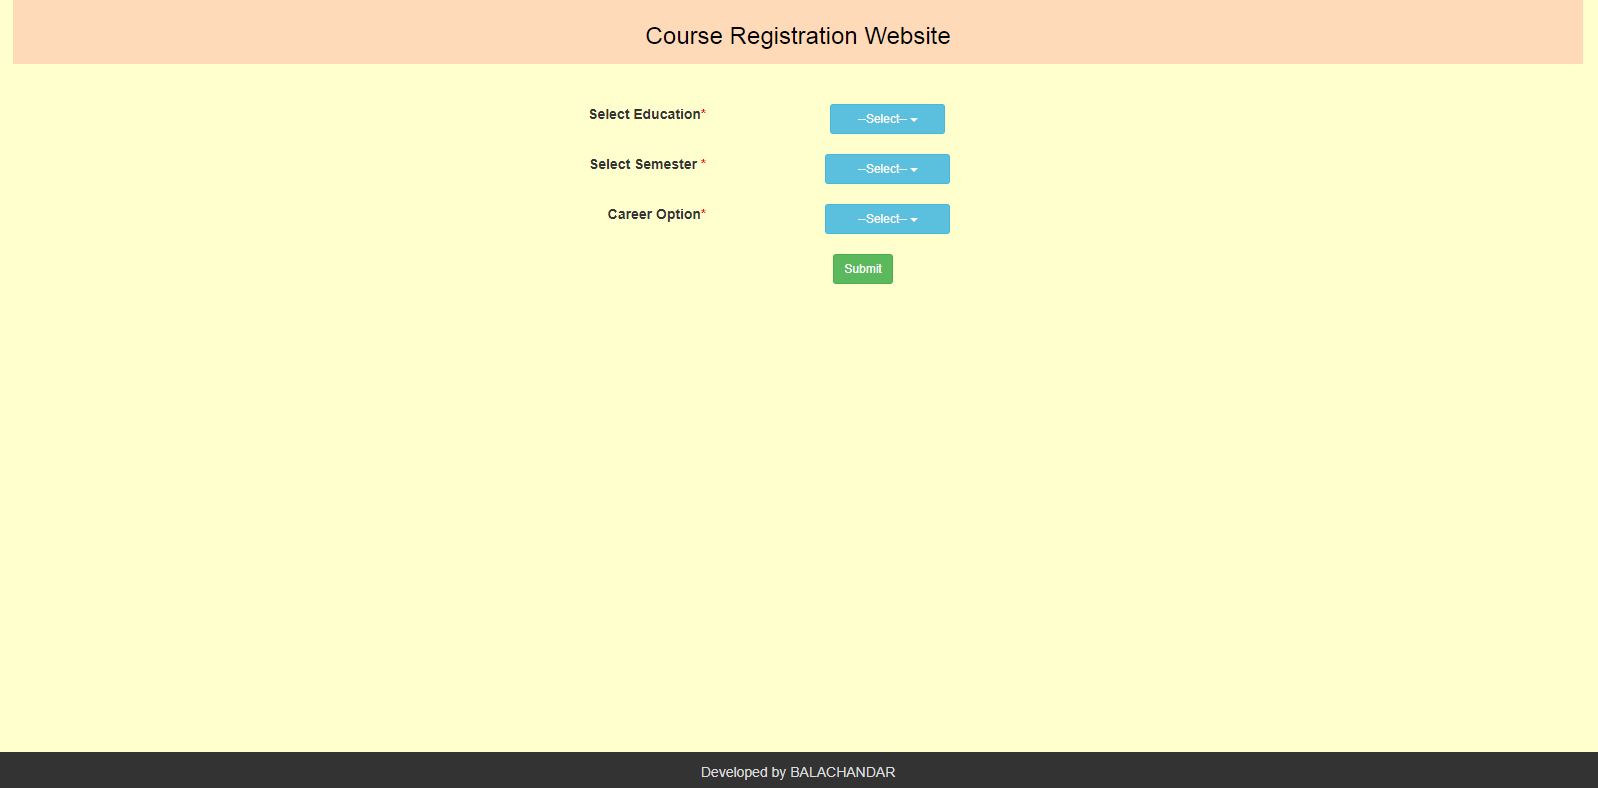 Course Registration Website
Select Education* --Select--
Select Semester * --Select--
Career Option* --Select--
Submit
Developed by BALACHANDAR